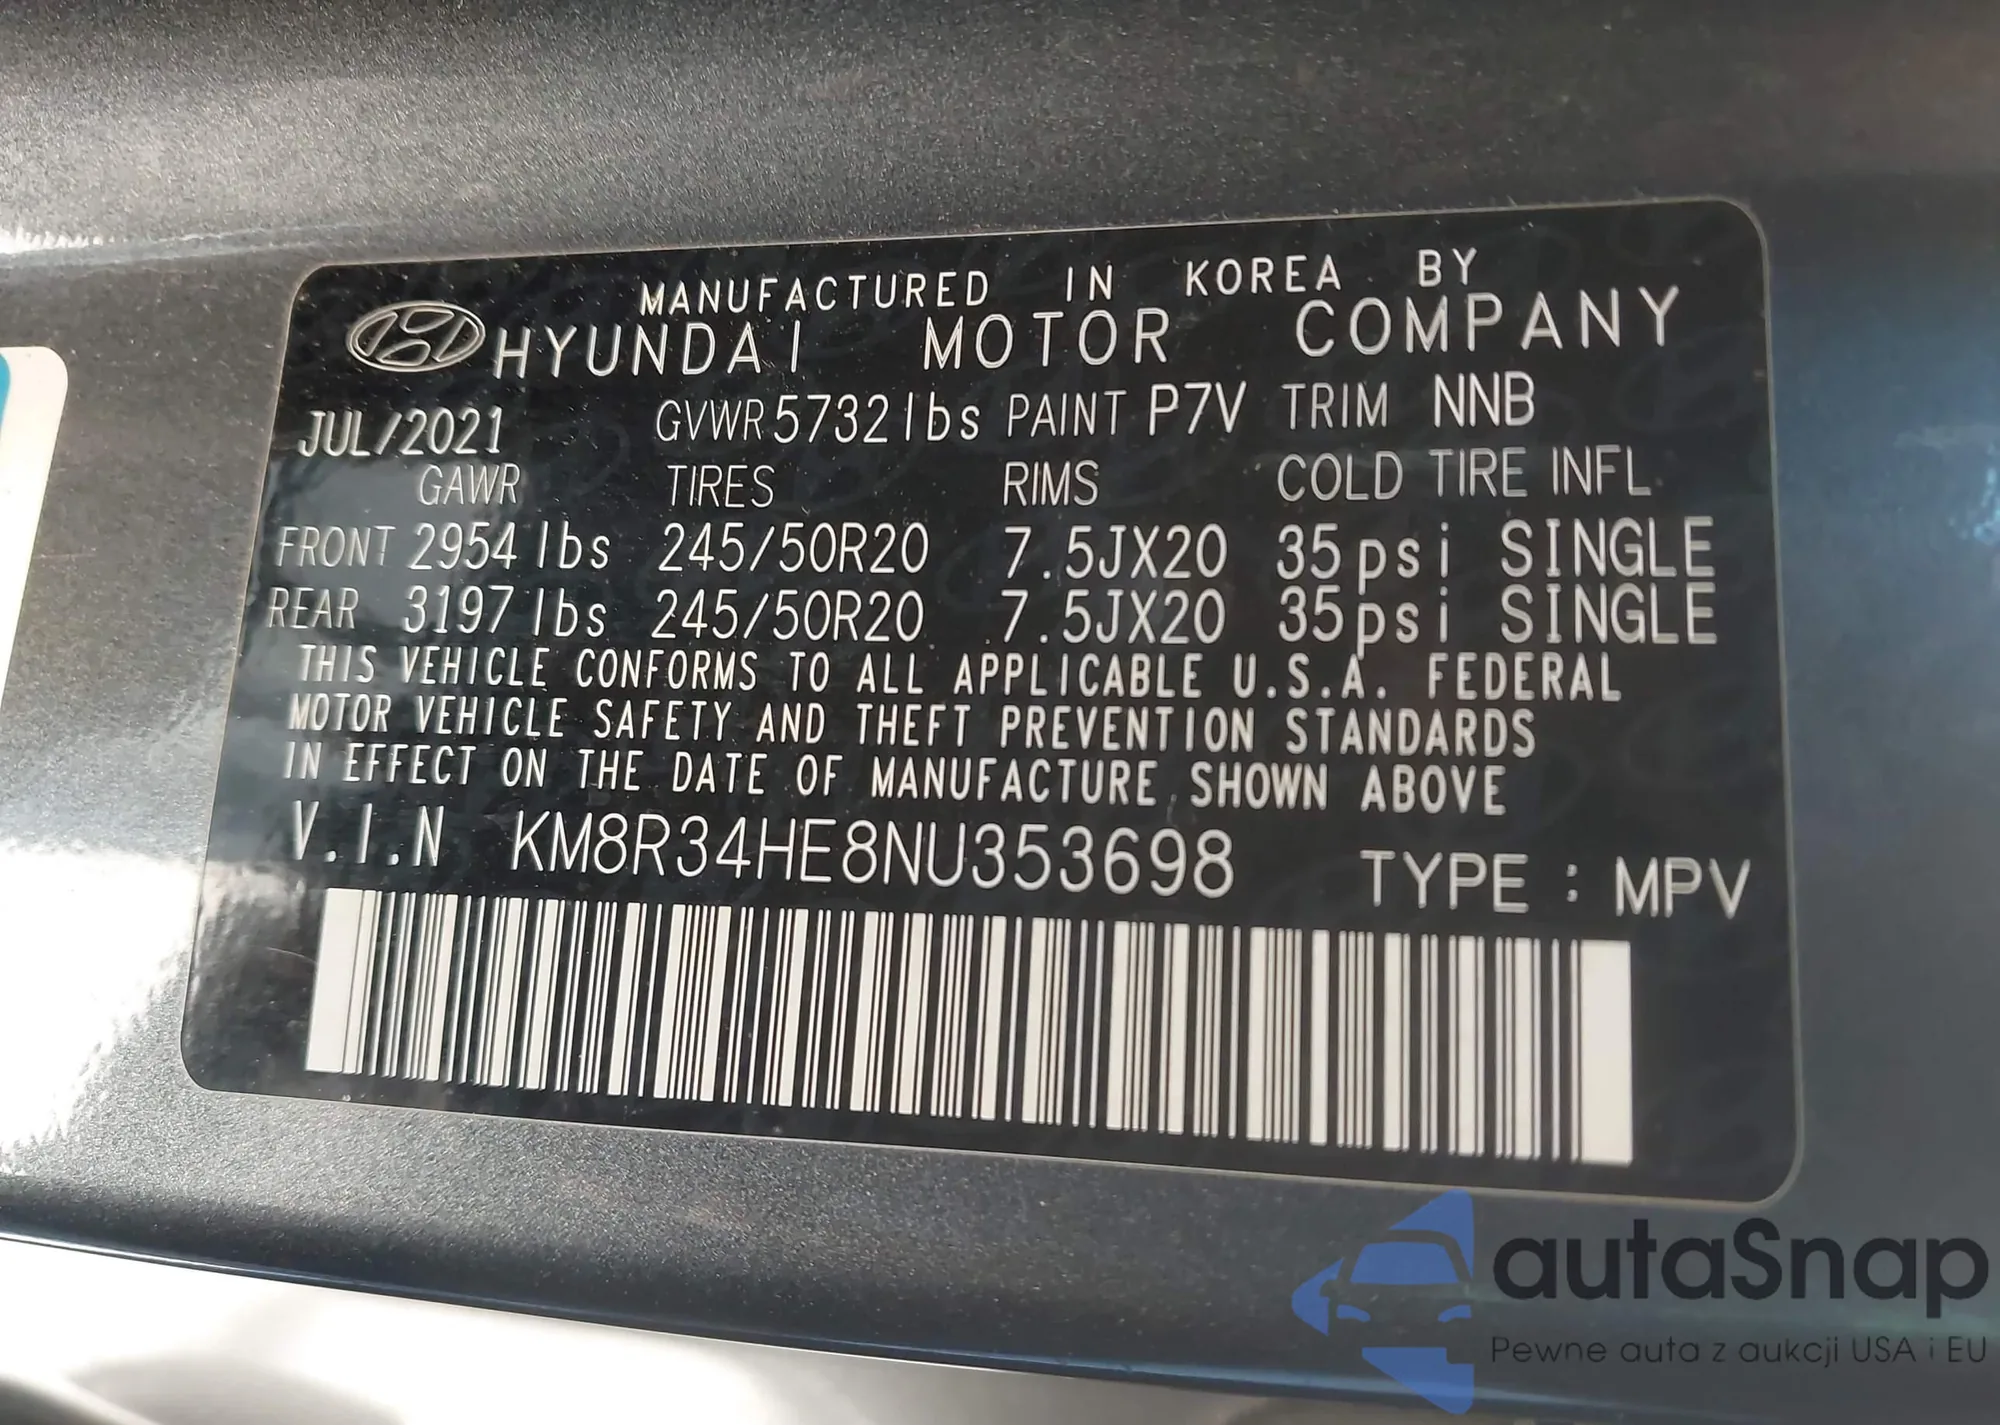 MANUFACTURED IN KOREA BY
HYUNDAI MOTOR COMPANY
JUL/2021 GVWR 5732lbs PAINT P7V TRIM NNB
GAWR TIRES RIMS COLD TIRE INFL
FRONT 2954 lbs 245/50R20 7.5JX20 35psi SINGLE
REAR 3197 lbs 245/50R20 7.5JX20 35psi SINGLE
THIS VEHICLE CONFORMS TO ALL APPLICABLE U.S.A. FEDERAL
MOTOR VEHICLE SAFETY AND THEFT PREVENTION STANDARDS
IN EFFECT ON THE DATE OF MANUFACTURE SHOWN ABOVE
V.I.N KM8R34HE8NU353698 TYPE : MPV
autaSnap
Pewne auta z aukcji USA i EU